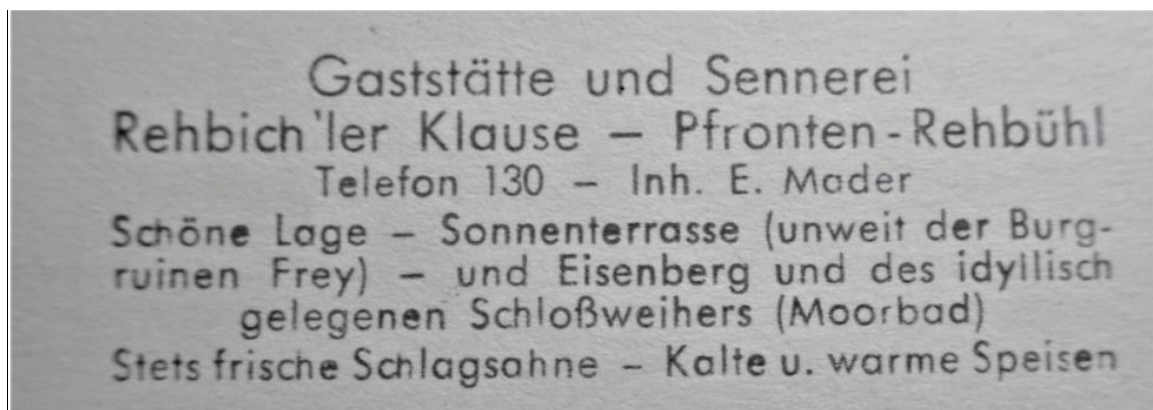 Gaststätte und Sennerei
Rehbich'ler Klause – Pfronten-Rehbühl
Telefon 130 – Inh. E. Mader
Schöne Lage – Sonnenterrasse (unweit der Burg-
ruinen Frey) – und Eisenberg und des idyllisch
gelegenen Schloßweihers (Moorbad)
Stets frische Schlagsahne – Kalte u. warme Speisen